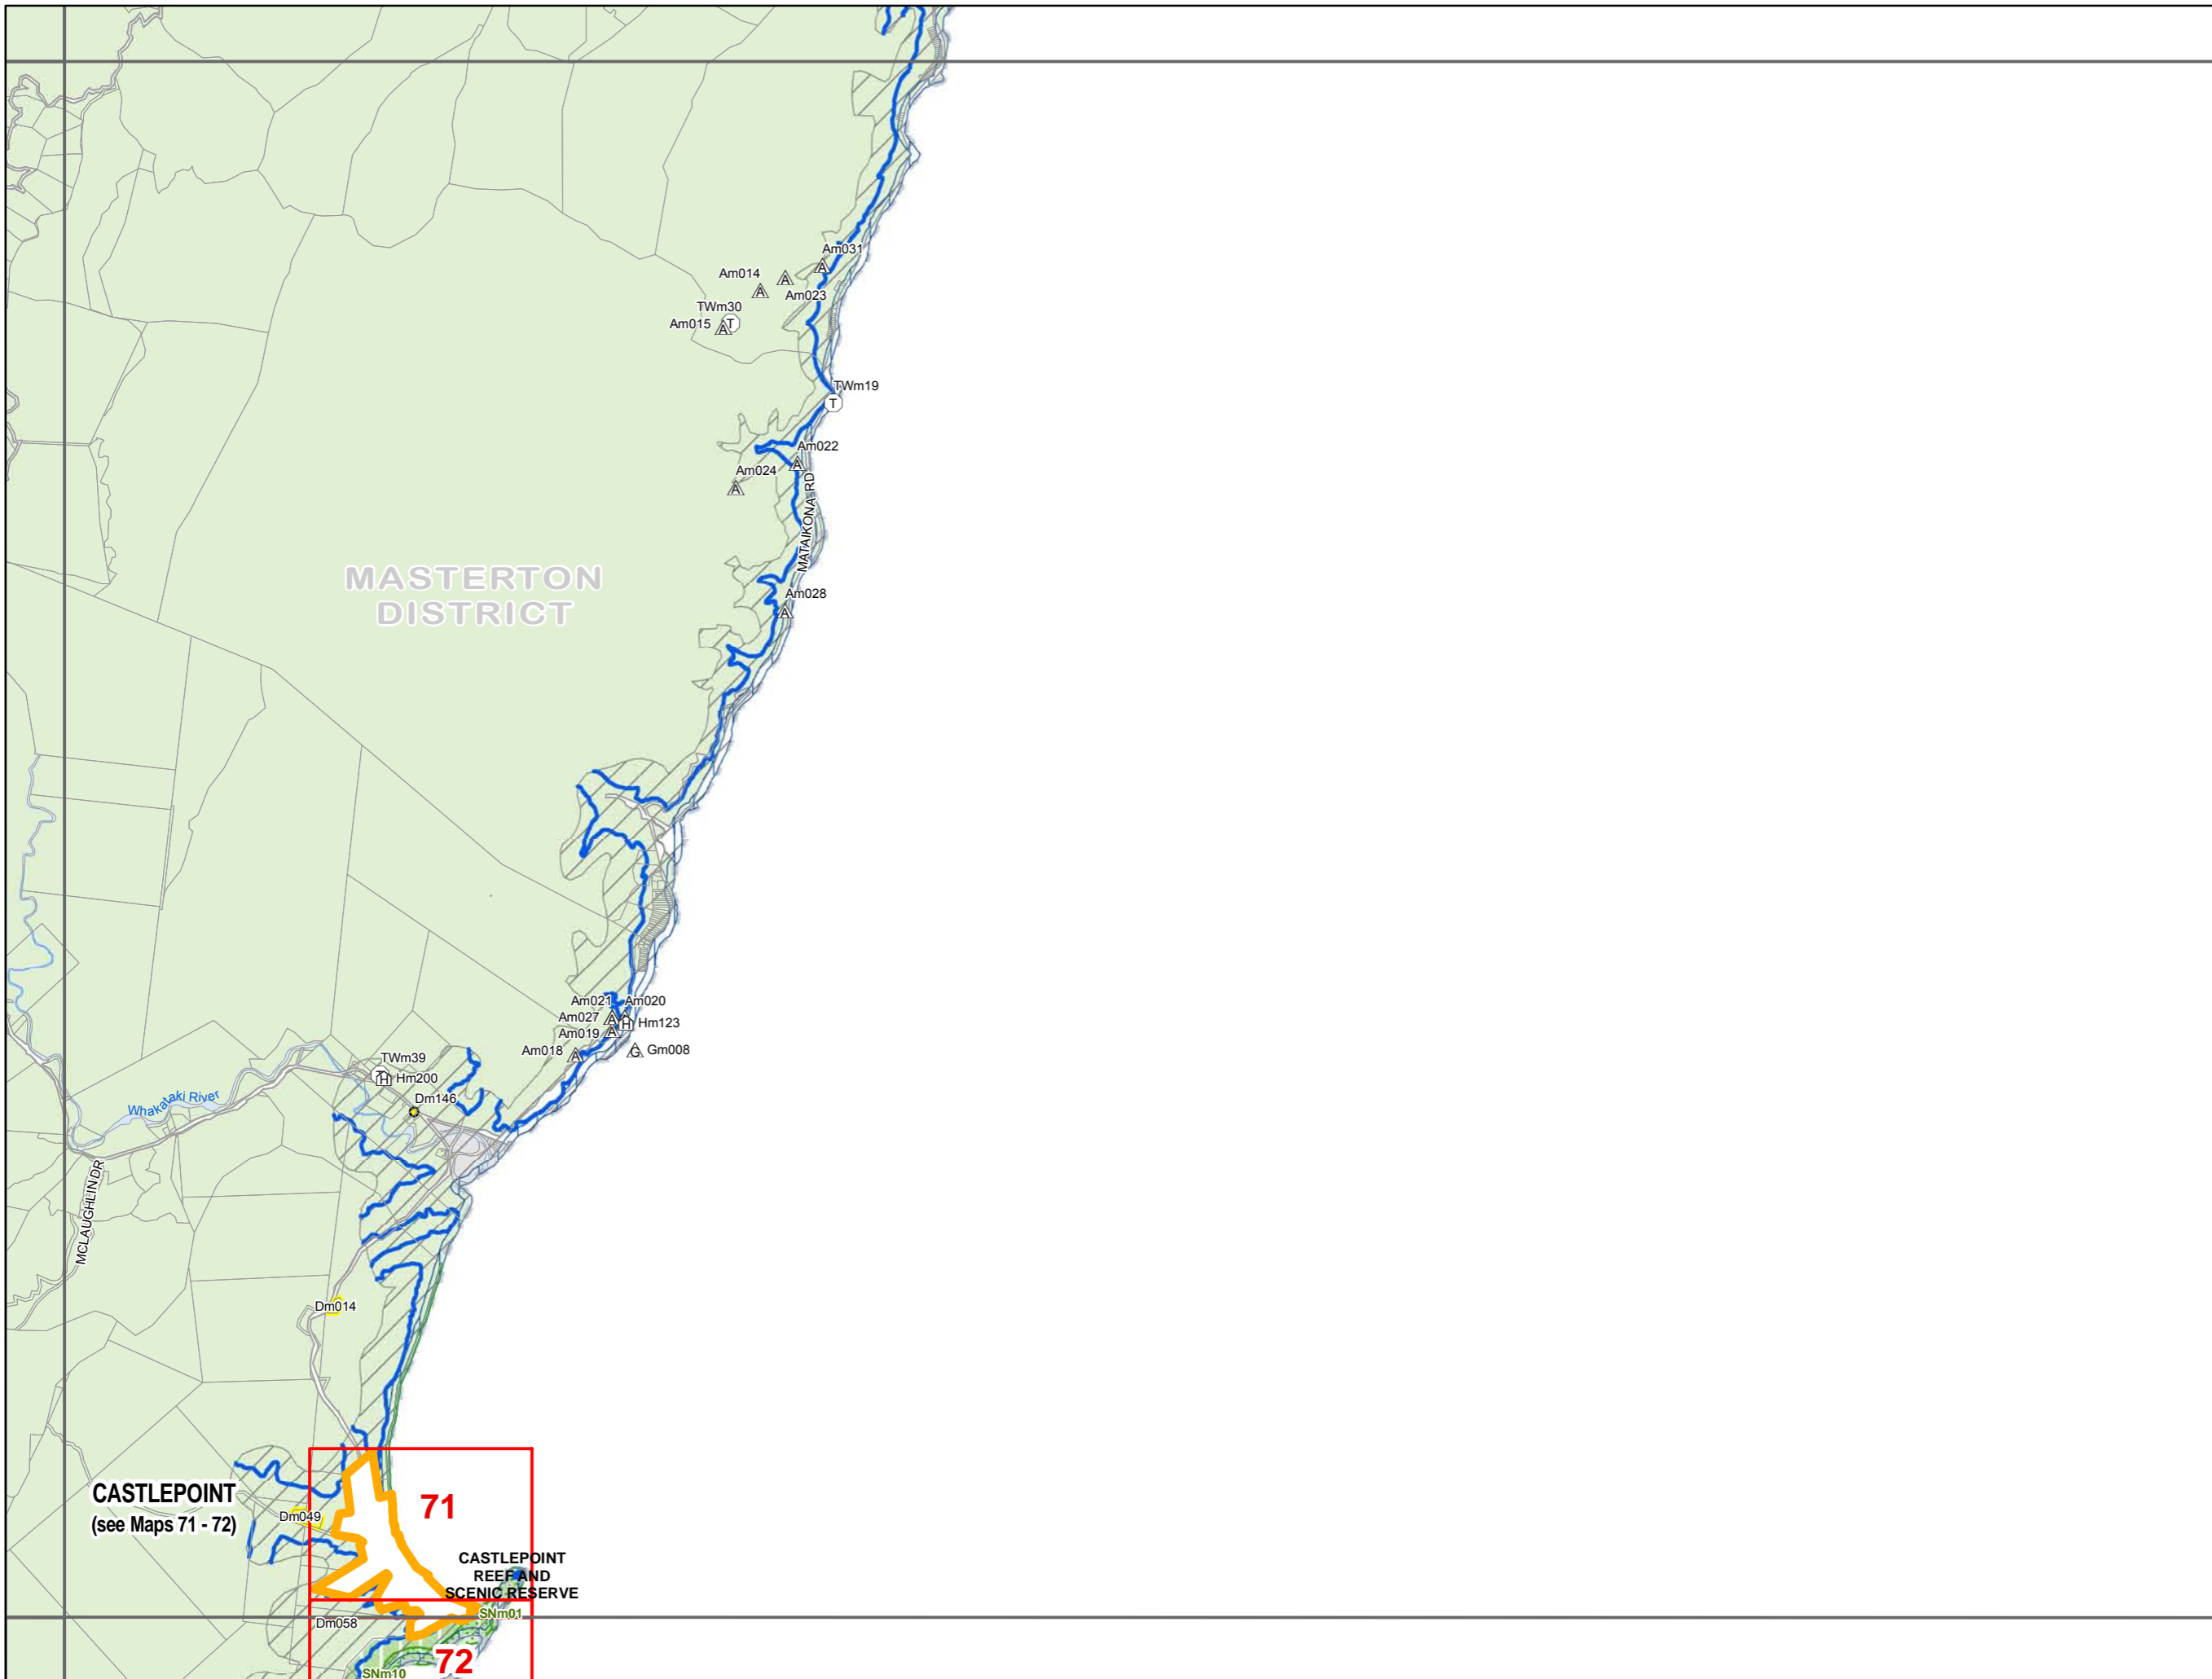 Am031
Am014
Am023
TWm30
Am015
T
A
A
A
A
TWm19
T
Am022
A
Am024
A
MATAIKONA RD
MASTERTON
DISTRICT
Am028
A
Am021
Am020
Am027
A
H
Hm123
Am019
A
Am018
A
G
Gm008
TWm39
H
Hm200
Dm146
Whakataki River
MCLAUGHLIN DR
Dm014
CASTLEPOINT
(see Maps 71 - 72)
Dm049
71
CASTLEPOINT
REEF AND
SCENIC RESERVE
SNm01
Dm058
72
SNm10